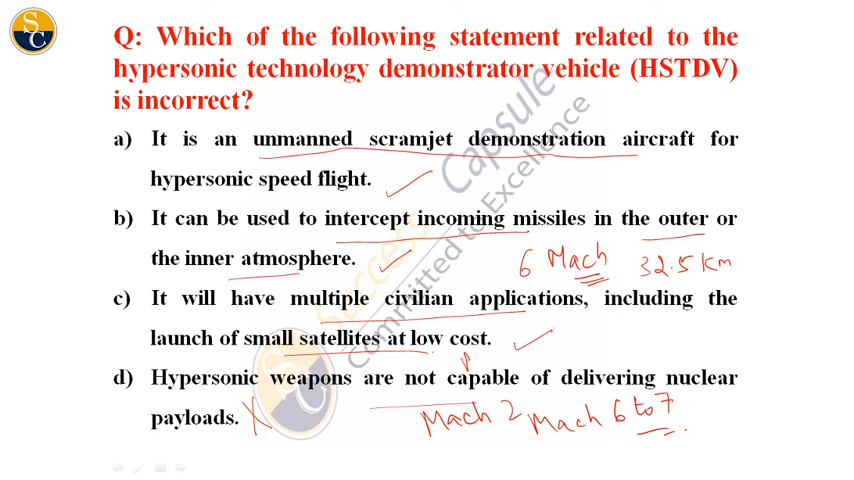 SC
Q: Which of the following statement related to the
hypersonic technology demonstrator vehicle (HSTDV)
is incorrect?
a) It is an unmanned scramjet demonstration aircraft for
hypersonic speed flight.
b) It can be used to intercept incoming missiles in the outer or
the inner atmosphere.
6 Mach 32.5 Km
c) It will have multiple civilian applications, including the
launch of small satellites at low cost.
d) Hypersonic weapons are not capable of delivering nuclear
payloads.
Mach 2 Mach 6 to 7
Success Capsule
Committed to Excellence